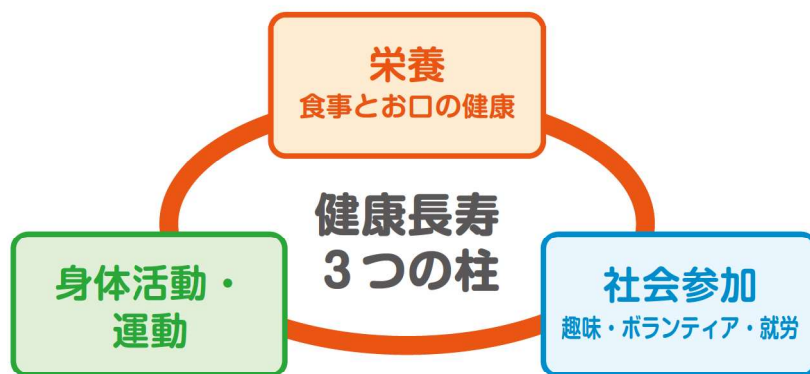 栄養
食事とお口の健康
健康長寿
３つの柱
身体活動・
運動
社会参加
趣味・ボランティア・就労